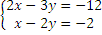 2x − 3y = −12
x − 2y = −2